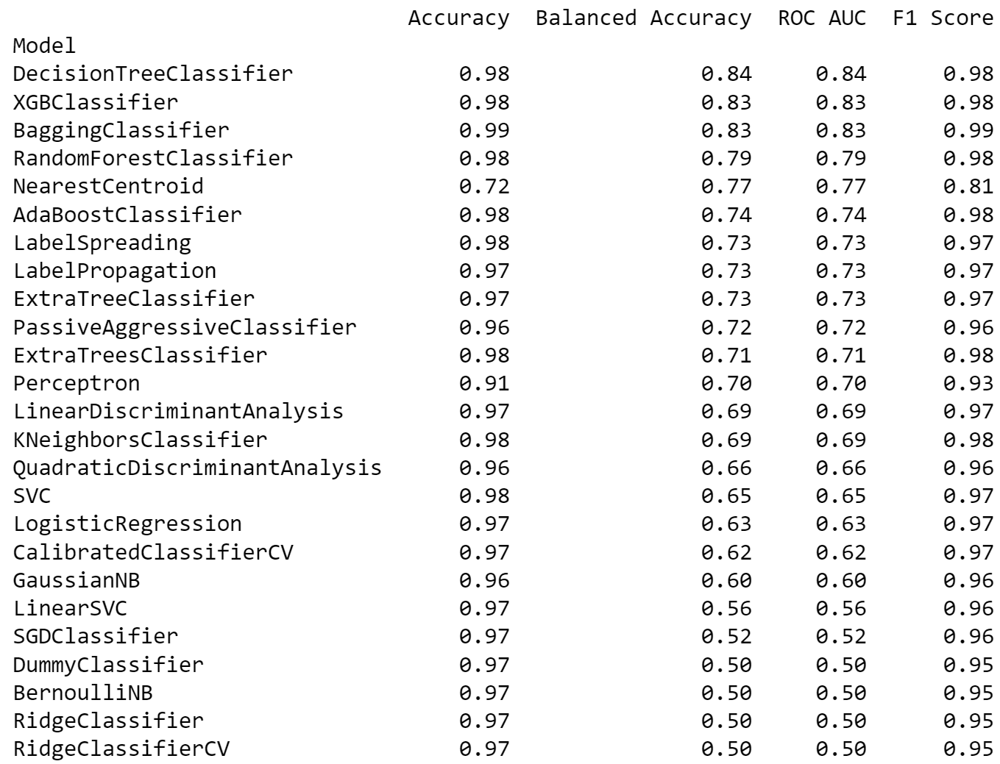 Accuracy  Balanced Accuracy  ROC AUC  F1 Score
Model
DecisionTreeClassifier  0.98  0.84  0.84  0.98
XGBClassifier  0.98  0.83  0.83  0.98
BaggingClassifier  0.99  0.83  0.83  0.99
RandomForestClassifier  0.98  0.79  0.79  0.98
NearestCentroid  0.72  0.77  0.77  0.81
AdaBoostClassifier  0.98  0.74  0.74  0.98
LabelSpreading  0.98  0.73  0.73  0.97
LabelPropagation  0.97  0.73  0.73  0.97
ExtraTreeClassifier  0.97  0.73  0.73  0.97
PassiveAggressiveClassifier  0.96  0.72  0.72  0.96
ExtraTreesClassifier  0.98  0.71  0.71  0.98
Perceptron  0.91  0.70  0.70  0.93
LinearDiscriminantAnalysis  0.97  0.69  0.69  0.97
KNeighborsClassifier  0.98  0.69  0.69  0.98
QuadraticDiscriminantAnalysis  0.96  0.66  0.66  0.96
SVC  0.98  0.65  0.65  0.97
LogisticRegression  0.97  0.63  0.63  0.97
CalibratedClassifierCV  0.97  0.62  0.62  0.97
GaussianNB  0.96  0.60  0.60  0.96
LinearSVC  0.97  0.56  0.56  0.96
SGDClassifier  0.97  0.52  0.52  0.96
DummyClassifier  0.97  0.50  0.50  0.95
BernoulliNB  0.97  0.50  0.50  0.95
RidgeClassifier  0.97  0.50  0.50  0.95
RidgeClassifierCV  0.97  0.50  0.50  0.95